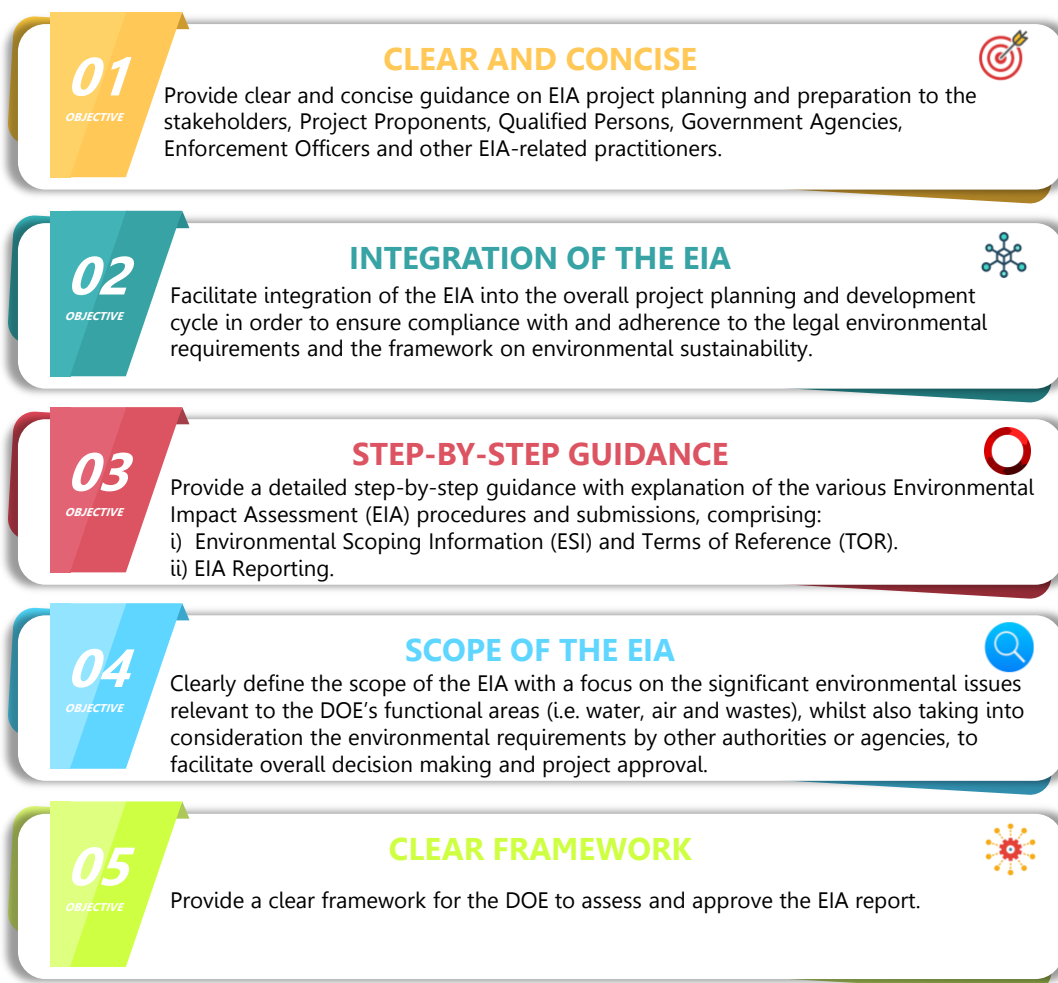 01
OBJECTIVE
CLEAR AND CONCISE
Provide clear and concise guidance on EIA project planning and preparation to the
stakeholders, Project Proponents, Qualified Persons, Government Agencies,
Enforcement Officers and other EIA-related practitioners.
02
OBJECTIVE
INTEGRATION OF THE EIA
Facilitate integration of the EIA into the overall project planning and development
cycle in order to ensure compliance with and adherence to the legal environmental
requirements and the framework on environmental sustainability.
03
OBJECTIVE
STEP-BY-STEP GUIDANCE
Provide a detailed step-by-step guidance with explanation of the various Environmental
Impact Assessment (EIA) procedures and submissions, comprising:
i) Environmental Scoping Information (ESI) and Terms of Reference (TOR).
ii) EIA Reporting.
04
OBJECTIVE
SCOPE OF THE EIA
Clearly define the scope of the EIA with a focus on the significant environmental issues
relevant to the DOE’s functional areas (i.e. water, air and wastes), whilst also taking into
consideration the environmental requirements by other authorities or agencies, to
facilitate overall decision making and project approval.
05
OBJECTIVE
CLEAR FRAMEWORK
Provide a clear framework for the DOE to assess and approve the EIA report.